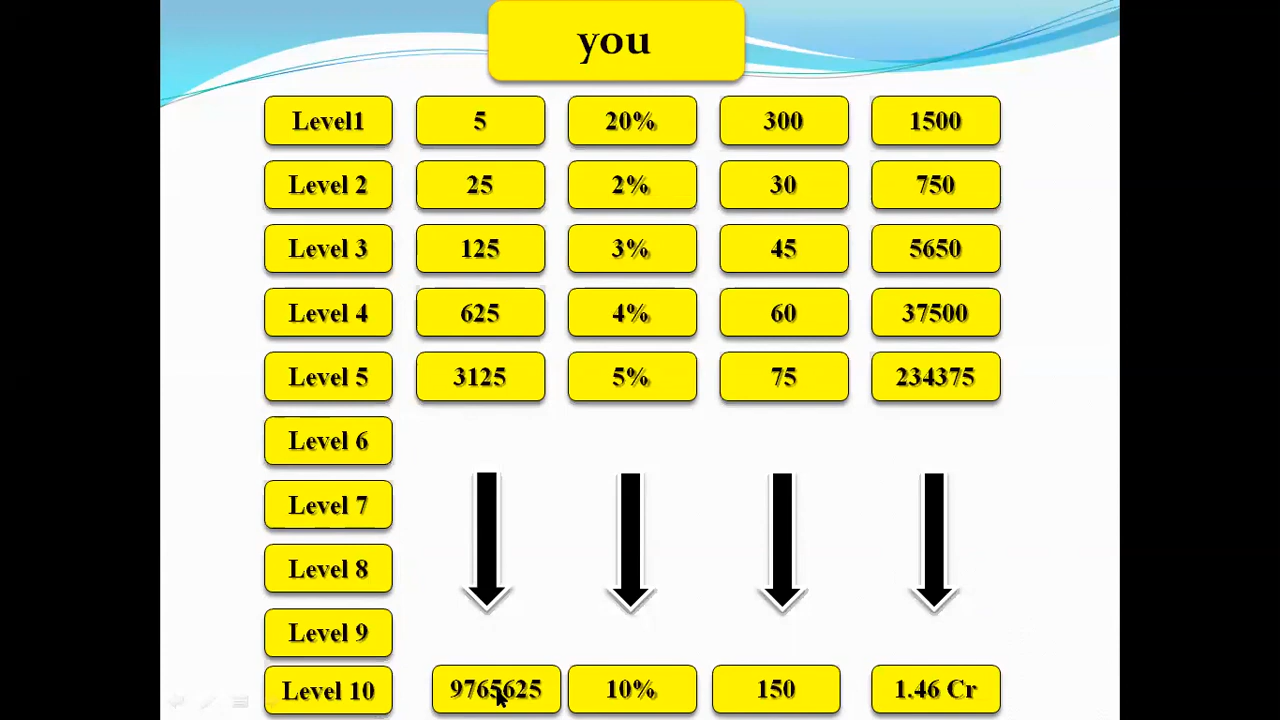 you
Level1 5 20% 300 1500
Level 2 25 2% 30 750
Level 3 125 3% 45 5650
Level 4 625 4% 60 37500
Level 5 3125 5% 75 234375
Level 6
Level 7
Level 8
Level 9
Level 10 9765625 10% 150 1.46 Cr